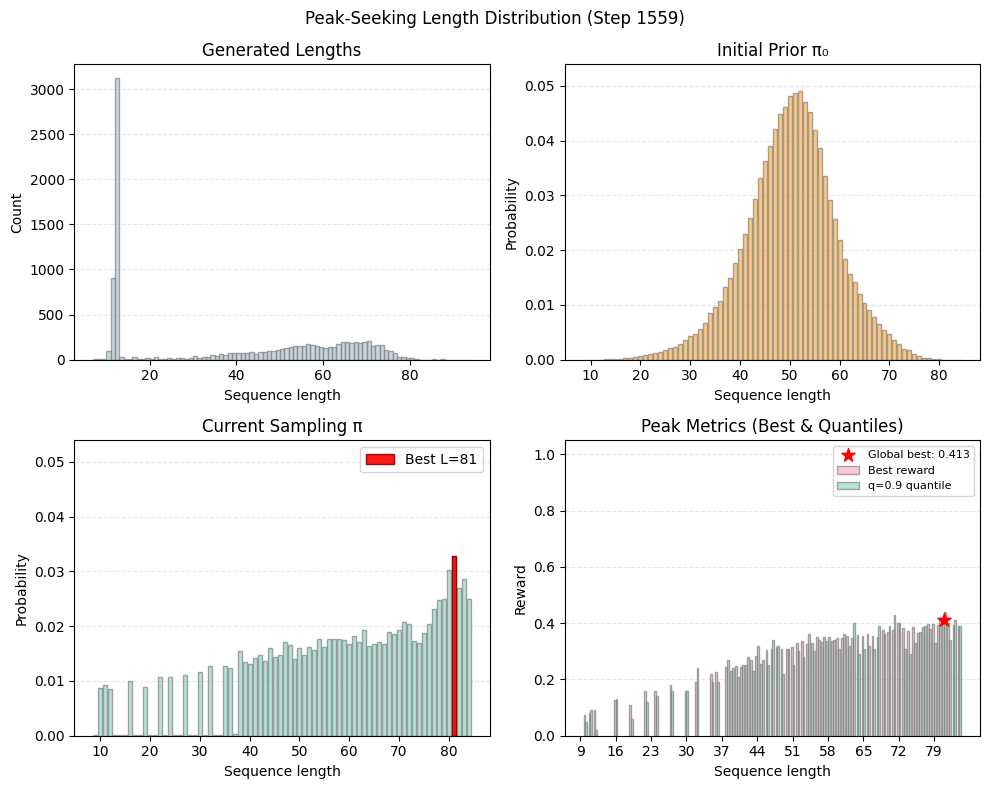 Peak-Seeking Length Distribution (Step 1559)
Generated Lengths
Count
3000
2500
2000
1500
1000
500
0
20 40 60 80
Sequence length
Initial Prior π₀
Probability
0.05
0.04
0.03
0.02
0.01
0.00
10 20 30 40 50 60 70 80
Sequence length
Current Sampling π
Best L=81
Probability
0.05
0.04
0.03
0.02
0.01
0.00
10 20 30 40 50 60 70 80
Sequence length
Peak Metrics (Best & Quantiles)
Global best: 0.413
Best reward
q=0.9 quantile
Reward
1.0
0.8
0.6
0.4
0.2
0.0
9 16 23 30 37 44 51 58 65 72 79
Sequence length